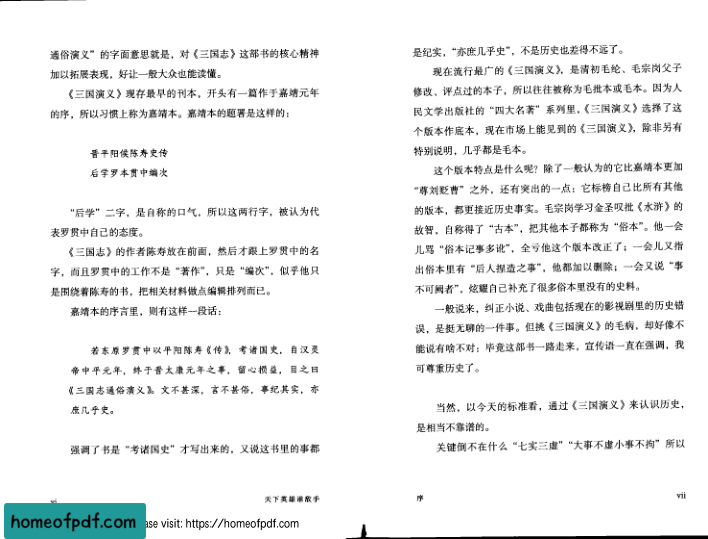 通俗演义”的字面意思就是，对《三国志》这部书的核心精神
加以拓展表现，好让一般大众也能读懂。
《三国演义》现存最早的刊本，开头有一篇作于嘉靖元年
的序，所以习惯上称为嘉靖本。嘉靖本的题署是这样的：
晋平阳侯陈寿史传
后学罗本贯中编次
“后学”二字，是自称的口气，所以这两行字，被认为代
表罗贯中自己的态度。
《三国志》的作者陈寿放在前面，然后才跟上罗贯中的名
字，而且罗贯中的工作不是“著作”，只是“编次”，似乎他只
是围绕着陈寿的书，把相关材料做点编辑排列而已。
嘉靖本的序言里，则有这样一段话：
若东原罗贯中以平阳陈寿《传》，考诸国史，自汉灵
帝中平元年，终于晋太康元年之事，留心损益，目之曰
《三国志通俗演义》。文不甚深，言不甚俗，事纪其实，亦
庶几乎史。
强调了书是“考诸国史”才写出来的，又说这书里的事都
vi
天下英雄谁敌手
是纪实，“亦庶几乎史”，不是历史也差得不远了。
现在流行最广的《三国演义》，是清初毛纶、毛宗岗父子
修改、评点过的本子，所以往往被称为毛批本或毛本。因为人
民文学出版社的“四大名著”系列里，《三国演义》选择了这
个版本作底本，现在市场上能见到的《三国演义》，除非另有
特别说明，几乎都是毛本。
这个版本特点是什么呢？除了一般认为的它比嘉靖本更加
“尊刘贬曹”之外，还有突出的一点：它标榜自己比所有其他
的版本，都更接近历史事实。毛宗岗学习金圣叹批《水浒》的
故智，自称得了“古本”，把其他本子都称为“俗本”。他一会
儿骂“俗本记事多讹”，全亏他这个版本改正了；一会儿又指
出俗本里有“后人捏造之事”，他都加以删除；一会又说“事
不可阙者”，炫耀自己补充了很多俗本里没有的史料。
一般说来，纠正小说、戏曲包括现在的影视剧里的历史错
误，是挺无聊的一件事。但挑《三国演义》的毛病，却好像不
能说有啥不对；毕竟这部书一路走来，宣传语一直在强调，我
可尊重历史了。
当然，以今天的标准看，通过《三国演义》来认识历史，
是相当不靠谱的。
关键倒不在什么“七实三虚”“大事不虚小事不拘”所以
序
vii
homeofpdf.com
ase visit: https://homeofpdf.com